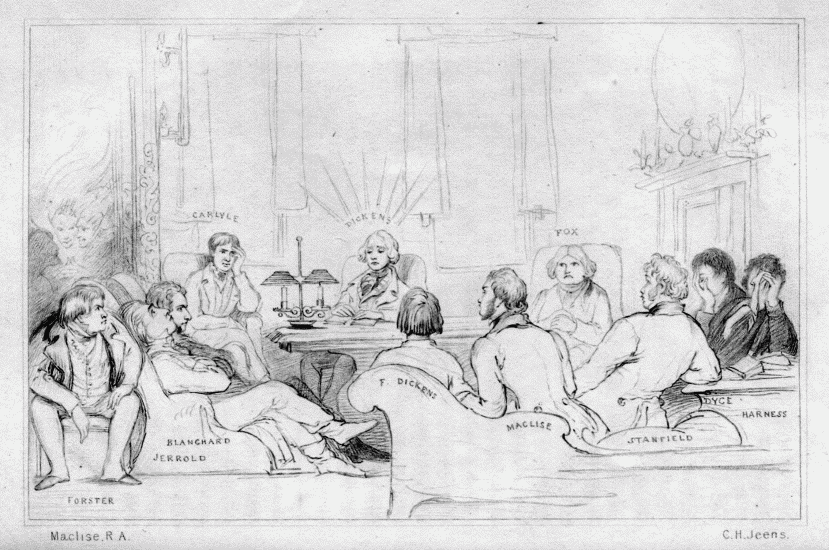 CARLYLE
DICKENS
FOX
F. DICKENS
MACLISE
STANFIELD
DYCE
HARNESS
BLANCHARD
JERROLD
FORSTER
Maclise, R.A.
C.H. Jeens.